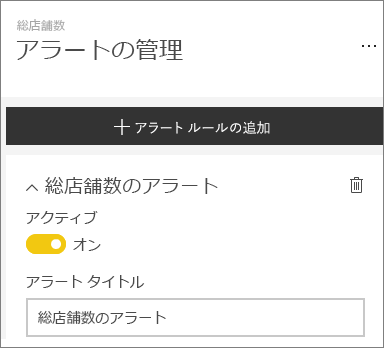 総店舗数
アラートの管理
アラート ルールの追加
総店舗数のアラート
アクティブ
オン
アラート タイトル
総店舗数のアラート